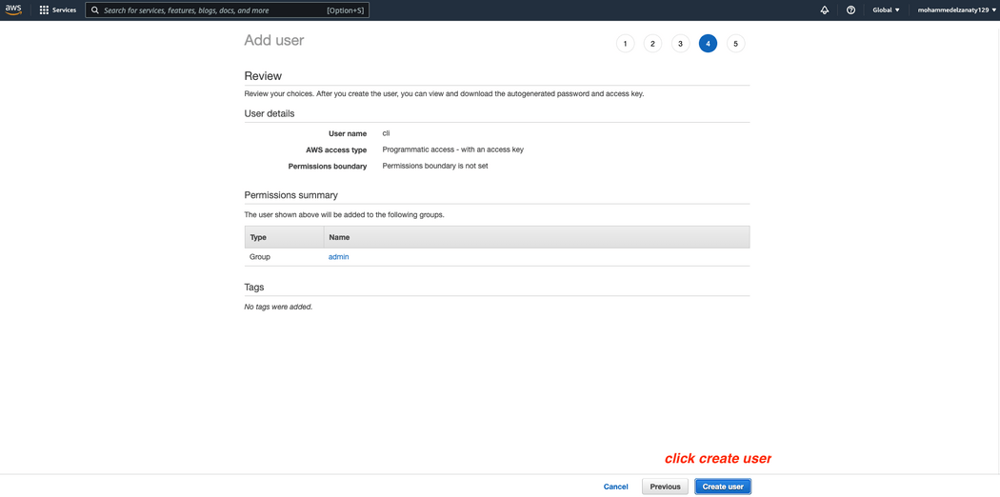 aws Services Search for services, features, blogs, docs, and more [Option+S] Global mohammedelzanaty129
Add user 1 2 3 4 5
Review
Review your choices. After you create the user, you can view and download the autogenerated password and access key.
User details
User name cli
AWS access type Programmatic access - with an access key
Permissions boundary Permissions boundary is not set
Permissions summary
The user shown above will be added to the following groups.
Type Name
Group admin
Tags
No tags were added.
click create user
Cancel Previous Create user